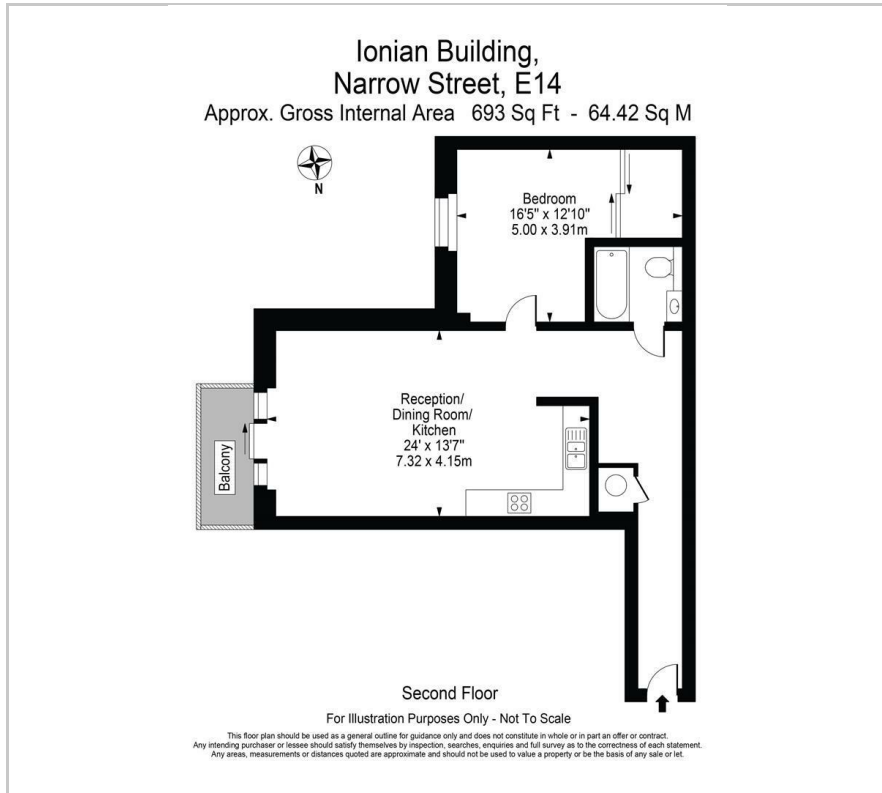 Ionian Building,
Narrow Street, E14
Approx. Gross Internal Area 693 Sq Ft - 64.42 Sq M
N
Bedroom
16'5" x 12'10"
5.00 x 3.91m
Reception/
Dining Room/
Kitchen
24' x 13'7"
7.32 x 4.15m
Balcony
Second Floor
For Illustration Purposes Only - Not To Scale
This floor plan should be used as a general outline for guidance only and does not constitute in whole or in part an offer or contract.
Any intending purchaser or lessee should satisfy themselves by inspection, searches, enquiries and full survey as to the correctness of each statement.
Any areas, measurements or distances quoted are approximate and should not be used to value a property or be the basis of any sale or let.